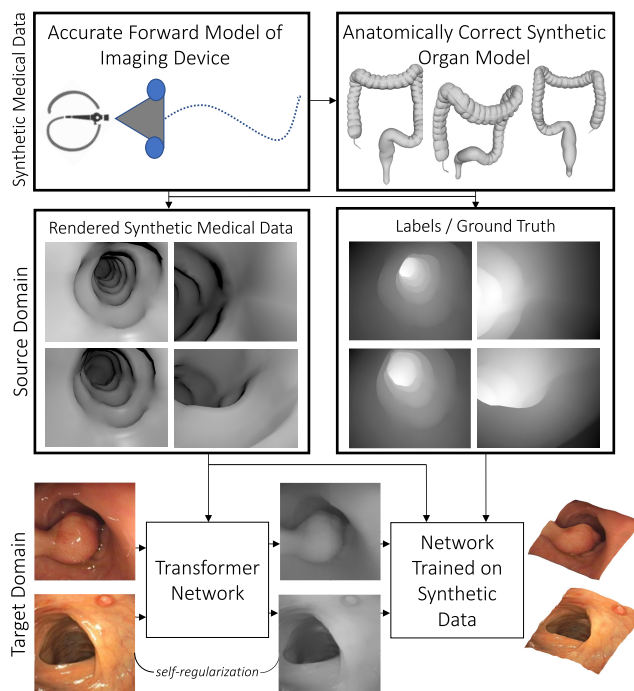 Synthetic Medical Data
Accurate Forward Model of
Imaging Device
Anatomically Correct Synthetic
Organ Model
Source Domain
Rendered Synthetic Medical Data
Labels / Ground Truth
Target Domain
Transformer
Network
Network
Trained on
Synthetic
Data
self-regularization